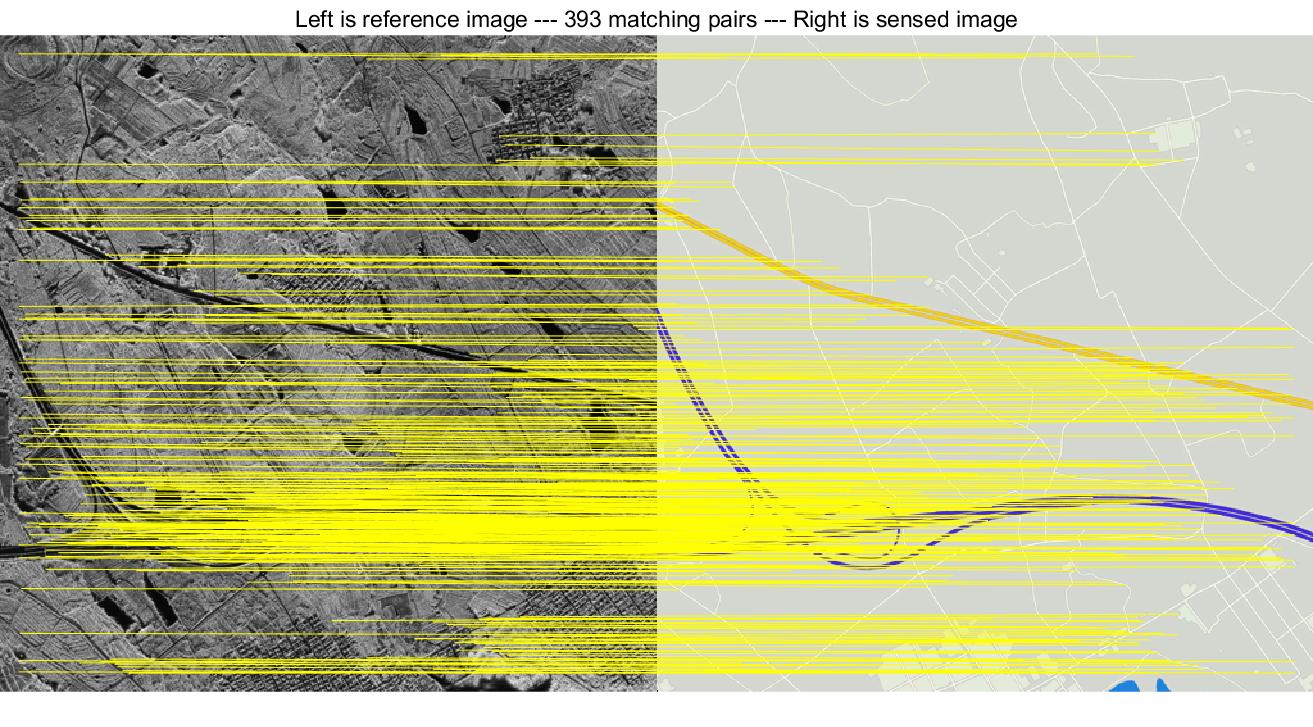 Left is reference image --- 393 matching pairs --- Right is sensed image